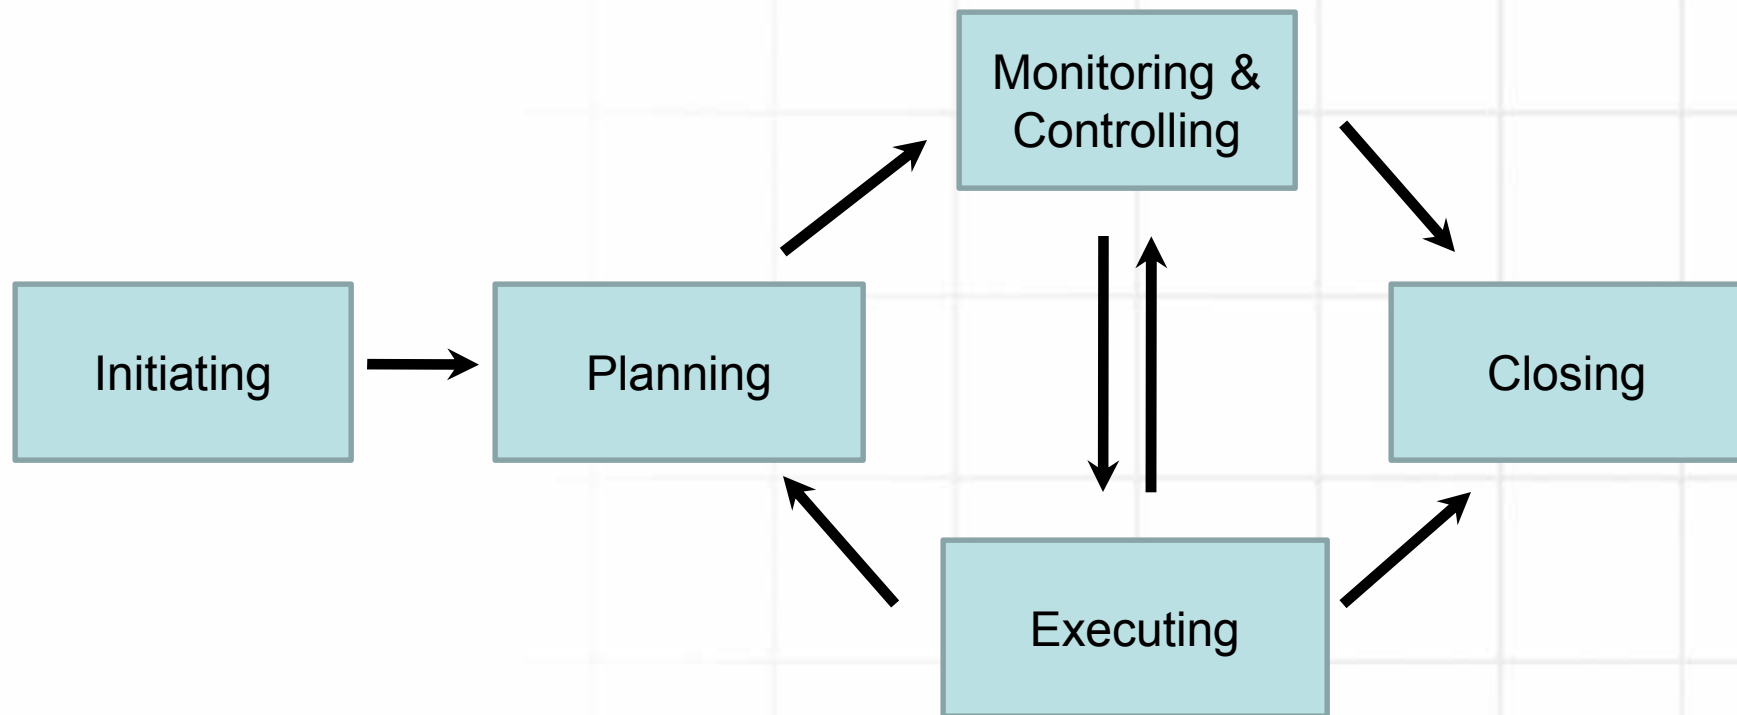 Monitoring &
Controlling
Initiating
Planning
Closing
Executing